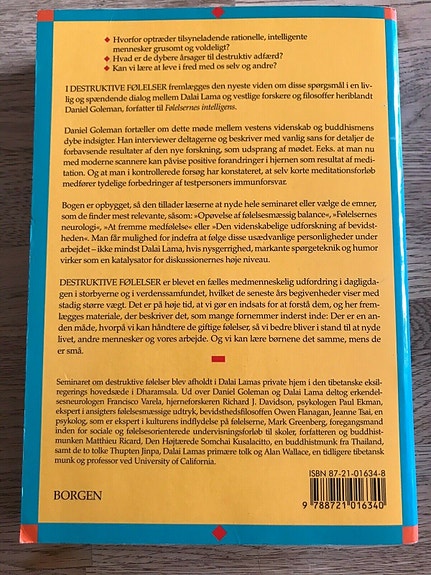 Hvorfor optræder tilsyneladende rationelle, intelligente
mennesker grusomt og voldeligt?
Hvad er de dybere årsager til destruktiv adfærd?
Kan vi lære at leve i fred med os selv og andre?
I DESTRUKTIVE FØLELSER fremlægges den nyeste viden om disse spørgsmål i en liv-
lig og spændende dialog mellem Dalai Lama og vestlige forskere og filosoffer heriblandt
Daniel Goleman, forfatter til Følelsernes intelligens.
Daniel Goleman fortæller om dette møde mellem vestens videnskab og buddhismens
dybe indsigter. Han interviewer deltagerne og beskriver med vanlig sans for detaljer de
forbavsende resultater af den nye forskning, som udsprang af mødet. F.eks. at man nu
med moderne scannere kan påvise positive forandringer i hjernen som resultat af medi-
tation. Og at man i kontrollerede forsøg har konstateret, at selv korte meditationsforløb
medfører tydelige forbedringer af testpersoners immunforsvar.
Bogen er opbygget, så den tillader læserne at nyde hele seminaret eller vælge de emner,
som de finder mest relevante, såsom: »Opøvelse af følelsesmæssig balance«, »Følelsernes
neurologi«, »At fremme medfølelse« eller »Den videnskabelige udforskning af bevidst-
heden«. Man får mulighed for indefra at følge disse usædvanlige personligheder under
arbejdet – ikke mindst Dalai Lama, hvis nysgerrighed, markante spørgeteknik og humor
virker som en katalysator for diskussionernes høje niveau.
DESTRUKTIVE FØLELSER er blevet en fælles medmenneskelig udfordring i dagligda-
gen i storbyerne og i verdenssamfundet, hvilket de seneste års begivenheder viser med
stadig større vægt. Det er på høje tid, at vi gør en indsats for at forstå dem, og her frem-
lægges materiale, der beskriver det, som mange fornemmer inderst inde: Der er en an-
den måde, hvorpå vi kan håndtere de giftige følelser, så vi bedre bliver i stand til at nyde
livet, andre mennesker og vores arbejde. Og vi kan lære børnene det samme, mens de
er små.
Seminaret om destruktive følelser blev afholdt i Dalai Lamas private hjem i den tibetanske eksil-
regerings hovedsæde i Dharamsala. Ud over Daniel Goleman og Dalai Lama deltog erkendel-
sesneurologen Francisco Varela, hjerneforskeren Richard J. Davidson, psykologen Paul Ekman,
ekspert i ansigters følelsesmæssige udtryk, bevidsthedsfilosoffen Owen Flanagan, Jeanne Tsai, en
psykolog, som er ekspert i kulturens indflydelse på følelserne, Mark Greenberg, foregangsmand
inden for sociale og følelsesorienterede undervisningsforløb til skoler, forfatteren og buddhist-
munken Matthieu Ricard, Den Højtærede Somchai Kusalacitto, en buddhistmunk fra Thailand,
samt de to tolke Thupten Jinpa, Dalai Lamas primære tolk og Alan Wallace, en tidligere tibetansk
munk og professor ved University of California.
ISBN 87-21-01634-8
BORGEN
9 788721 016340